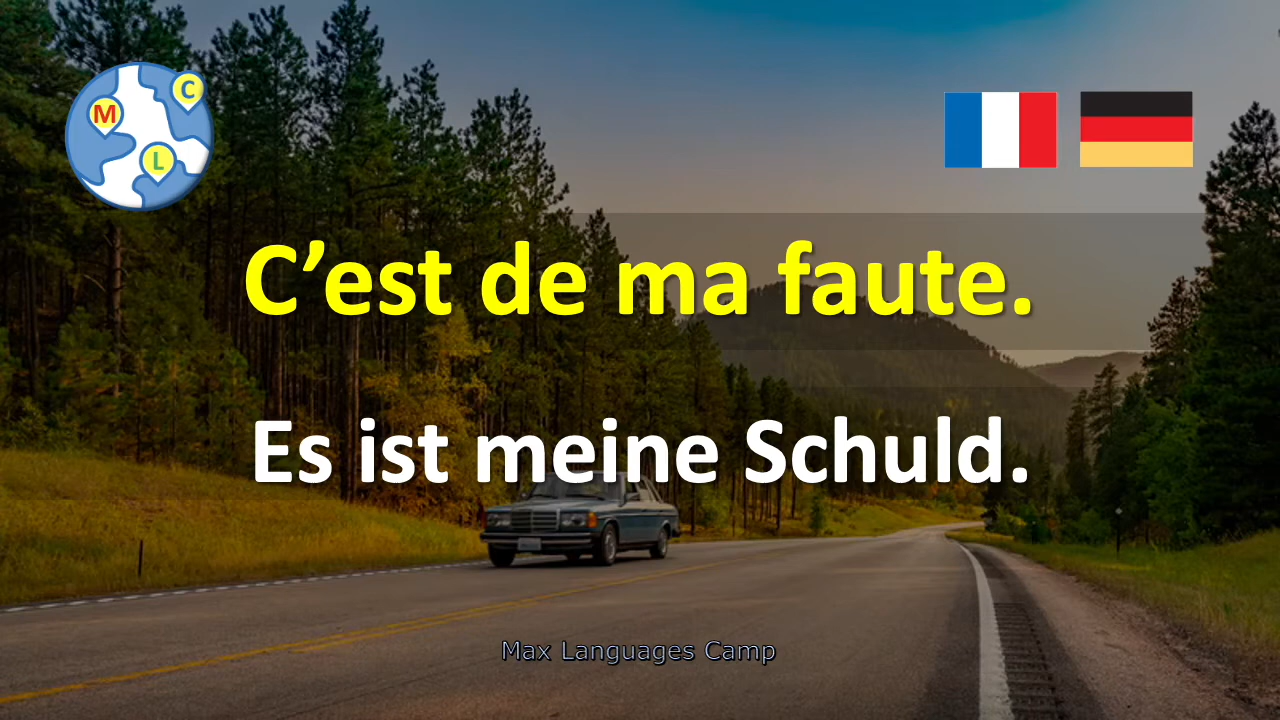 M
C
L
C’est de ma faute.
Es ist meine Schuld.
Max Languages Camp